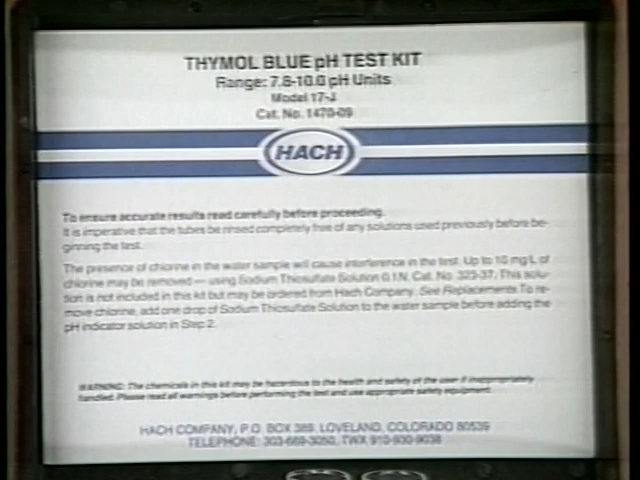 THYMOL BLUE pH TEST KIT
Range: 7.8-10.0 pH Units
Model 17-J
Cat. No. 1470-09
HACH
To ensure accurate results read carefully before proceeding.
It is imperative that the tubes be rinsed completely free of any solutions used previously before be-
ginning the test.
The presence of chlorine in the water sample will cause interference in the test. Up to 10 mg/L of
chlorine may be removed — using Sodium Thiosulfate Solution 0.1N, Cat. No. 323-37. This solu-
tion is not included in this kit but may be ordered from Hach Company. See Replacements. To re-
move chlorine, add one drop of Sodium Thiosulfate Solution to the water sample before adding the
pH indicator solution in Step 2.
WARNING: The chemicals in this kit may be hazardous to the health and safety of the user if inappropriately
handled. Please read all warnings before performing the test and use appropriate safety equipment.
HACH COMPANY, P.O. BOX 389, LOVELAND, COLORADO 80539
TELEPHONE: 303-669-3050, TWX 910-930-9038